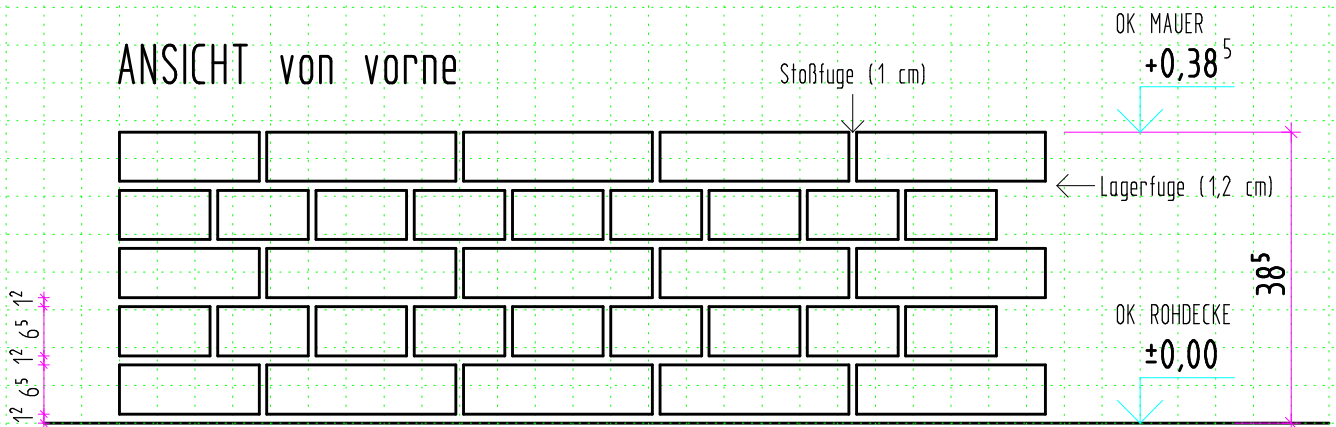 OK MAUER
+0,38⁵
ANSICHT von vorne
Stoßfuge (1 cm)
Lagerfuge (1,2 cm)
38⁵
OK ROHDECKE
±0,00
1² 6⁵ 1² 6⁵ 1²